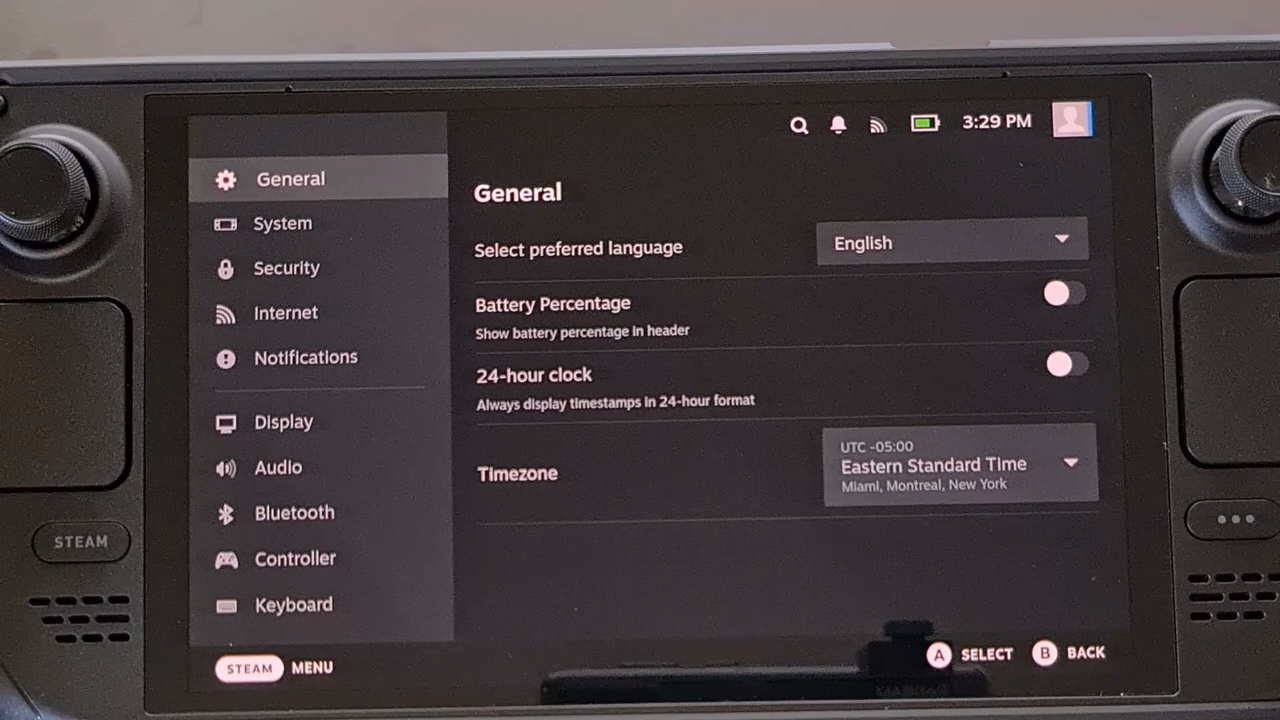 3:29 PM
General
System
Security
Internet
Notifications
Display
Audio
Bluetooth
Controller
Keyboard
General
Select preferred language
English
Battery Percentage
Show battery percentage in header
24-hour clock
Always display timestamps in 24-hour format
Timezone
UTC -05:00
Eastern Standard Time
Miami, Montreal, New York
STEAM
STEAM MENU
A SELECT B BACK